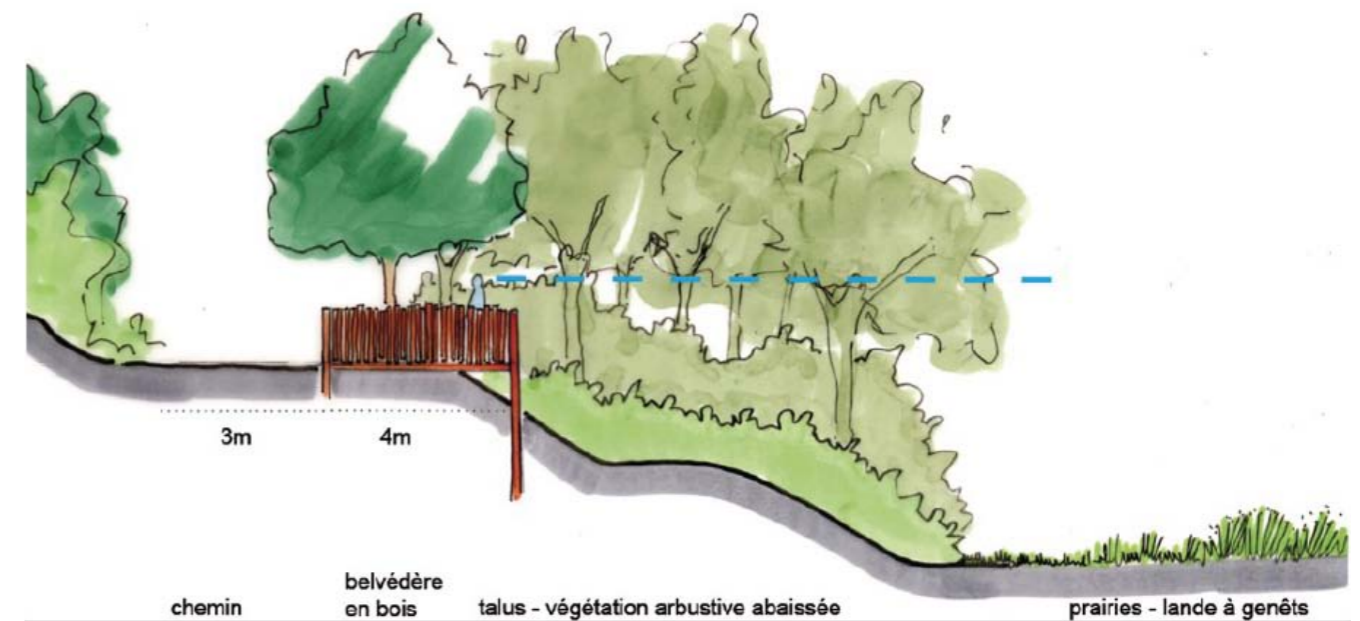 3m
4m
chemin
belvédère
en bois
talus - végétation arbustive abaissée
prairies - lande à genêts